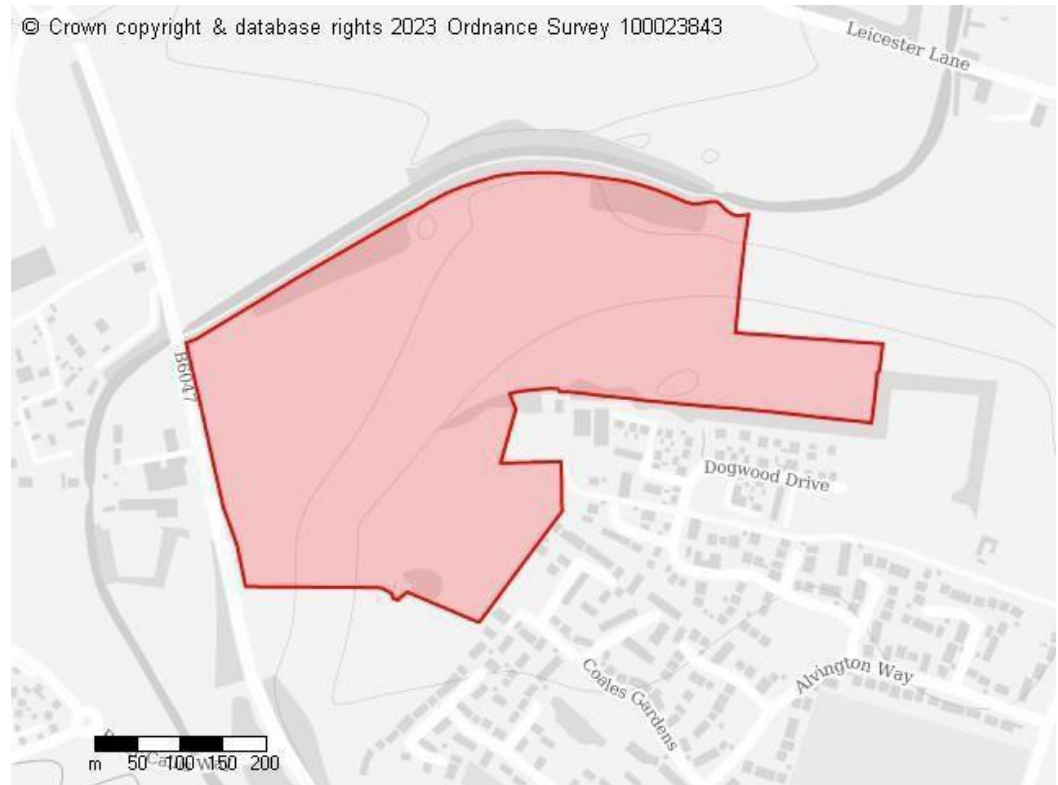 © Crown copyright & database rights 2023 Ordnance Survey 100023843
Leicester Lane
B6047
Dogwood Drive
Alvington Way
Coales Gardens
m 50 100 150 200